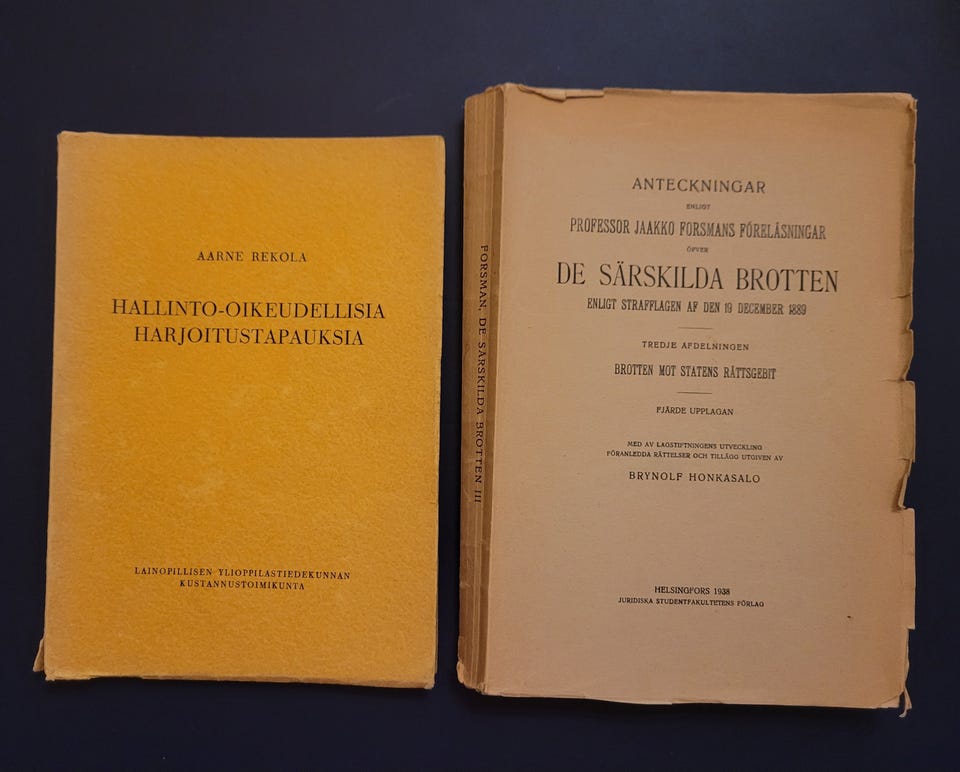 AARNE REKOLA
HALLINTO-OIKEUDELLISIA
HARJOITUSTAPAUKSIA
LAINOPILLISEN YLIOPPILASTIEDEKUNNAN
KUSTANNUSTOIMIKUNTA
FORSMAN, DE SÄRSKILDA BROTTEN III
ANTECKNINGAR
ENLIGT
PROFESSOR JAAKKO FORSMANS FÖRELÄSNINGAR
ÖFVER
DE SÄRSKILDA BROTTEN
ENLIGT STRAFFLAGEN AF DEN 19 DECEMBER 1889
TREDJE AFDELNINGEN
BROTTEN MOT STATENS RÄTTSGEBIT
FJÄRDE UPPLAGAN
MED AV LAGSTIFTNINGENS UTVECKLING
FÖRANLEDDA RÄTTELSER OCH TILLÄGG UTGIVEN AV
BRYNOLF HONKASALO
HELSINGFORS 1938
JURIDISKA STUDENTFAKULTETENS FÖRLAG